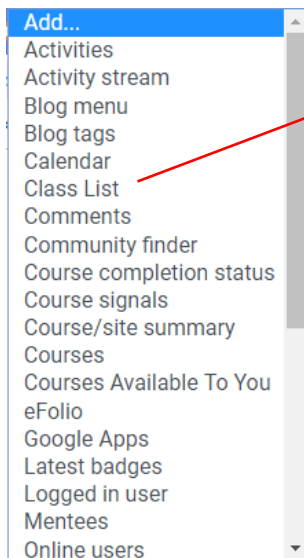 Add...
Activities
Activity stream
Blog menu
Blog tags
Calendar
Class List
Comments
Community finder
Course completion status
Course signals
Course/site summary
Courses
Courses Available To You
eFolio
Google Apps
Latest badges
Logged in user
Mentees
Online users